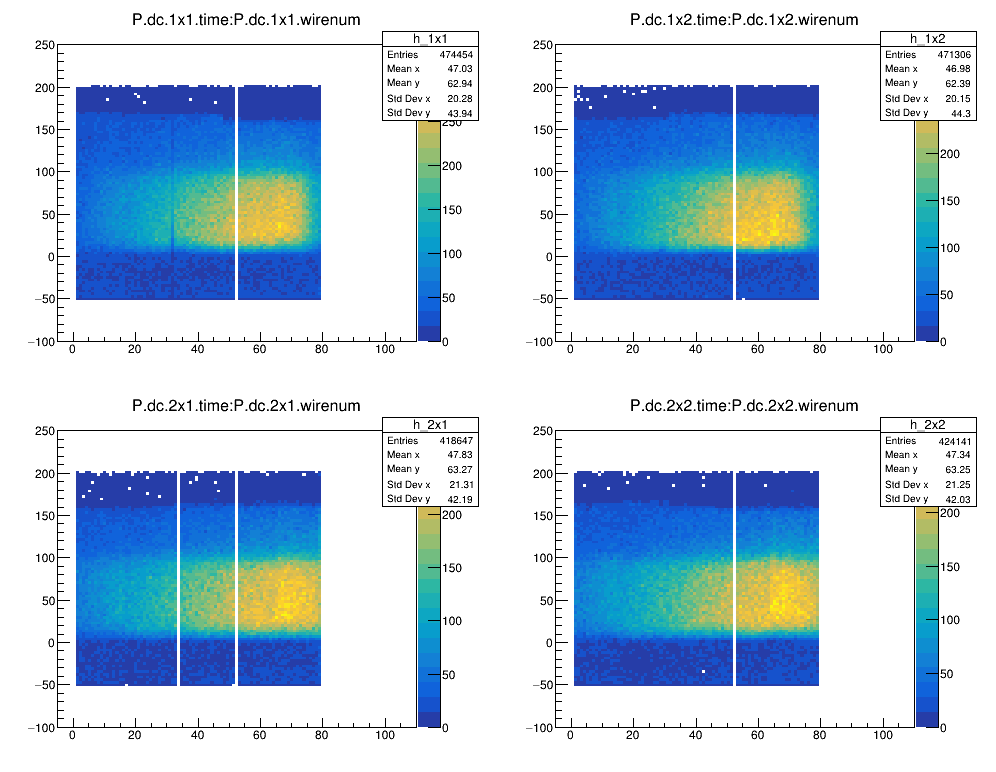 P.dc.1x1.time:P.dc.1x1.wirenum
h_1x1
Entries 474454
Mean x 47.03
Mean y 62.94
Std Dev x 20.28
Std Dev y 43.94
250
200
150
100
50
0
−50
−100
0 20 40 60 80 100
250
200
150
100
50
0
P.dc.1x2.time:P.dc.1x2.wirenum
h_1x2
Entries 471306
Mean x 46.98
Mean y 62.39
Std Dev x 20.15
Std Dev y 44.3
250
200
150
100
50
0
−50
−100
0 20 40 60 80 100
200
150
100
50
0
P.dc.2x1.time:P.dc.2x1.wirenum
h_2x1
Entries 418647
Mean x 47.83
Mean y 63.27
Std Dev x 21.31
Std Dev y 42.19
250
200
150
100
50
0
−50
−100
0 20 40 60 80 100
200
150
100
50
0
P.dc.2x2.time:P.dc.2x2.wirenum
h_2x2
Entries 424141
Mean x 47.34
Mean y 63.25
Std Dev x 21.25
Std Dev y 42.03
250
200
150
100
50
0
−50
−100
0 20 40 60 80 100
200
150
100
50
0